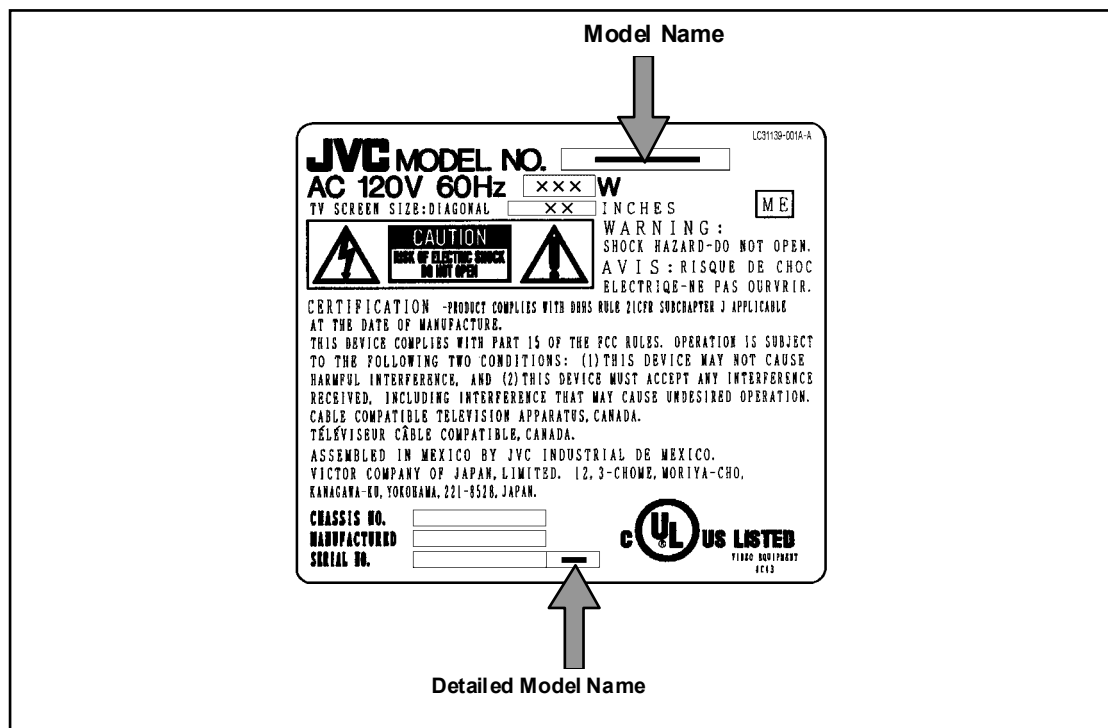 Model Name
LC31139-001A-A
JVC MODEL NO.
AC 120V 60Hz ××× W
TV SCREEN SIZE:DIAGONAL ×× INCHES
ME
CAUTION
RISK OF ELECTRIC SHOCK
DO NOT OPEN
WARNING:
SHOCK HAZARD-DO NOT OPEN.
AVIS:RISQUE DE CHOC
ELECTRIQE-NE PAS OURVRIR.
CERTIFICATION -PRODUCT COMPLIES WITH DHHS RULE 21CFR SUBCHAPTER J APPLICABLE
AT THE DATE OF MANUFACTURE.
THIS DEVICE COMPLIES WITH PART 15 OF THE FCC RULES. OPERATION IS SUBJECT
TO THE FOLLOWING TWO CONDITIONS: (1)THIS DEVICE MAY NOT CAUSE
HARMFUL INTERFERENCE, AND (2)THIS DEVICE MUST ACCEPT ANY INTERFERENCE
RECEIVED, INCLUDING INTERFERENCE THAT MAY CAUSE UNDESIRED OPERATION.
CABLE COMPATIBLE TELEVISION APPARATUS, CANADA.
TÉLÉVISEUR CÂBLE COMPATIBLE, CANADA.
ASSEMBLED IN MEXICO BY JVC INDUSTRIAL DE MEXICO.
VICTOR COMPANY OF JAPAN, LIMITED. 12, 3-CHOME, MORIYA-CHO,
KANAGAWA-KU, YOKOHAMA, 221-8528, JAPAN.
CHASSIS NO.
MANUFACTURED
SERIAL NO.
C UL® US LISTED
VIDEO EQUIPMENT
4C43
Detailed Model Name